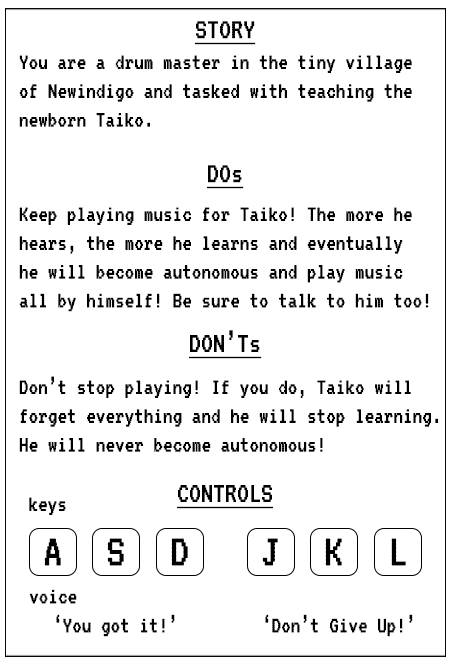 STORY
You are a drum master in the tiny village
of Newindigo and tasked with teaching the
newborn Taiko.
DOs
Keep playing music for Taiko! The more he
hears, the more he learns and eventually
he will become autonomous and play music
all by himself! Be sure to talk to him too!
DON'Ts
Don't stop playing! If you do, Taiko will
forget everything and he will stop learning.
He will never become autonomous!
CONTROLS
keys
A S D J K L
voice
‘You got it!’ ‘Don't Give Up!’